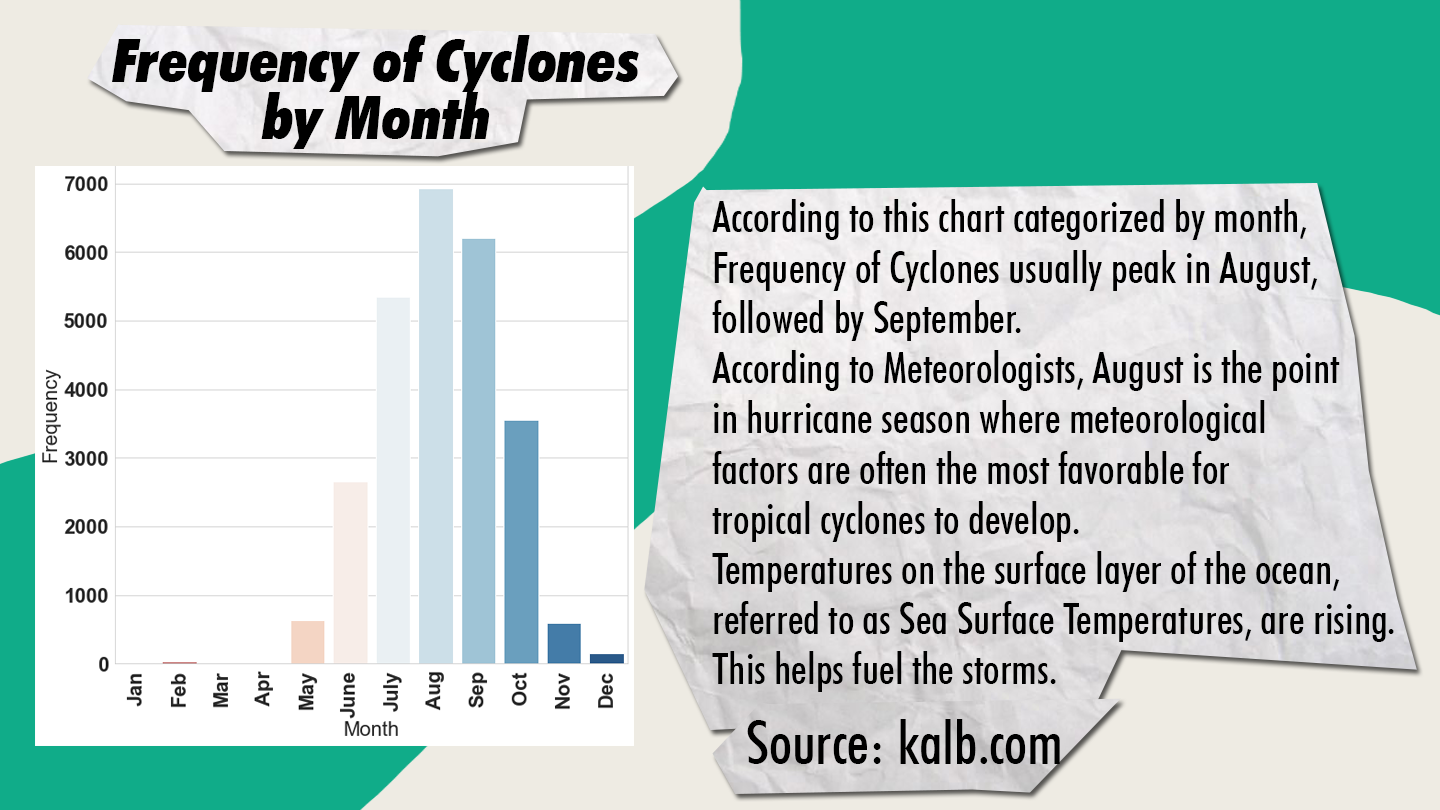 Frequency of Cyclones
by Month
7000
6000
5000
4000
3000
2000
1000
0
Frequency
Jan Feb Mar Apr May June July Aug Sep Oct Nov Dec
Month
According to this chart categorized by month,
Frequency of Cyclones usually peak in August,
followed by September.
According to Meteorologists, August is the point
in hurricane season where meteorological
factors are often the most favorable for
tropical cyclones to develop.
Temperatures on the surface layer of the ocean,
referred to as Sea Surface Temperatures, are rising.
This helps fuel the storms.
Source: kalb.com